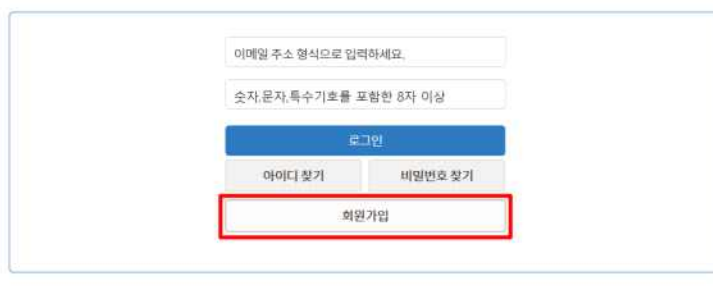 이메일 주소 형식으로 입력하세요.
숫자,문자,특수기호를 포함한 8자 이상
로그인
아이디 찾기 비밀번호 찾기
회원가입